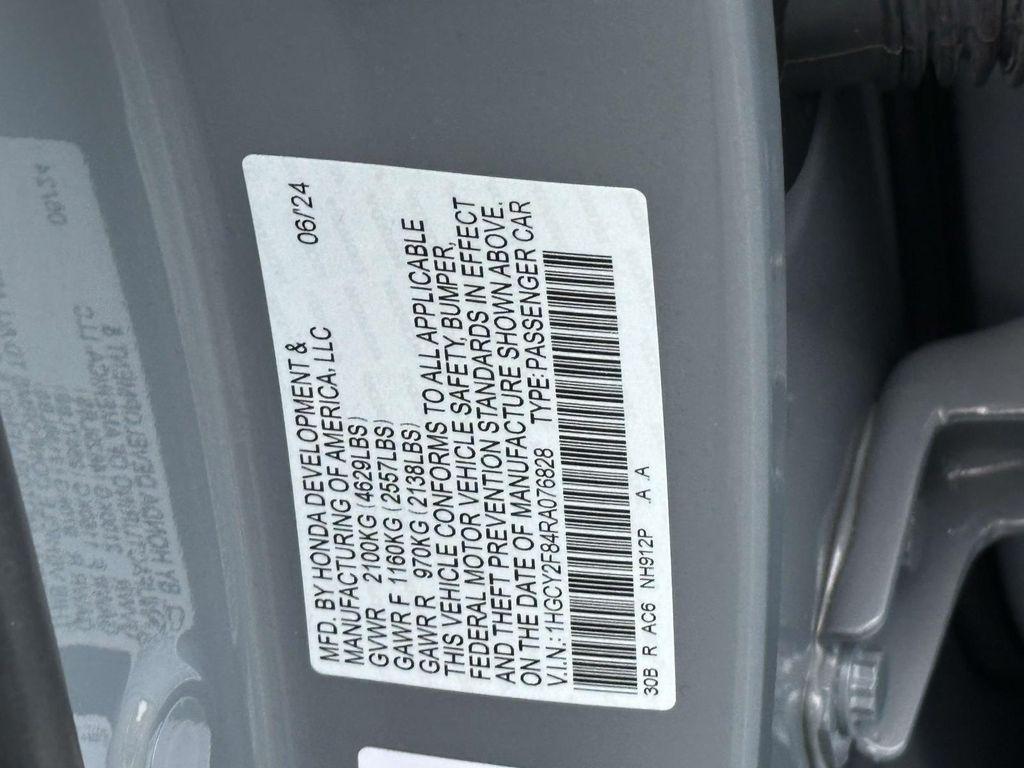 MFD. BY HONDA DEVELOPMENT & 06/'24
MANUFACTURING OF AMERICA, LLC
GVWR 2100KG (4629LBS)
GAWR F 1160KG (2557LBS)
GAWR R 970KG (2138LBS)
THIS VEHICLE CONFORMS TO ALL APPLICABLE
FEDERAL MOTOR VEHICLE SAFETY, BUMPER,
AND THEFT PREVENTION STANDARDS IN EFFECT
ON THE DATE OF MANUFACTURE SHOWN ABOVE.
V.I.N.: 1HGCY2F84RA076828 TYPE: PASSENGER CAR
30B R AC6 NH912P A A